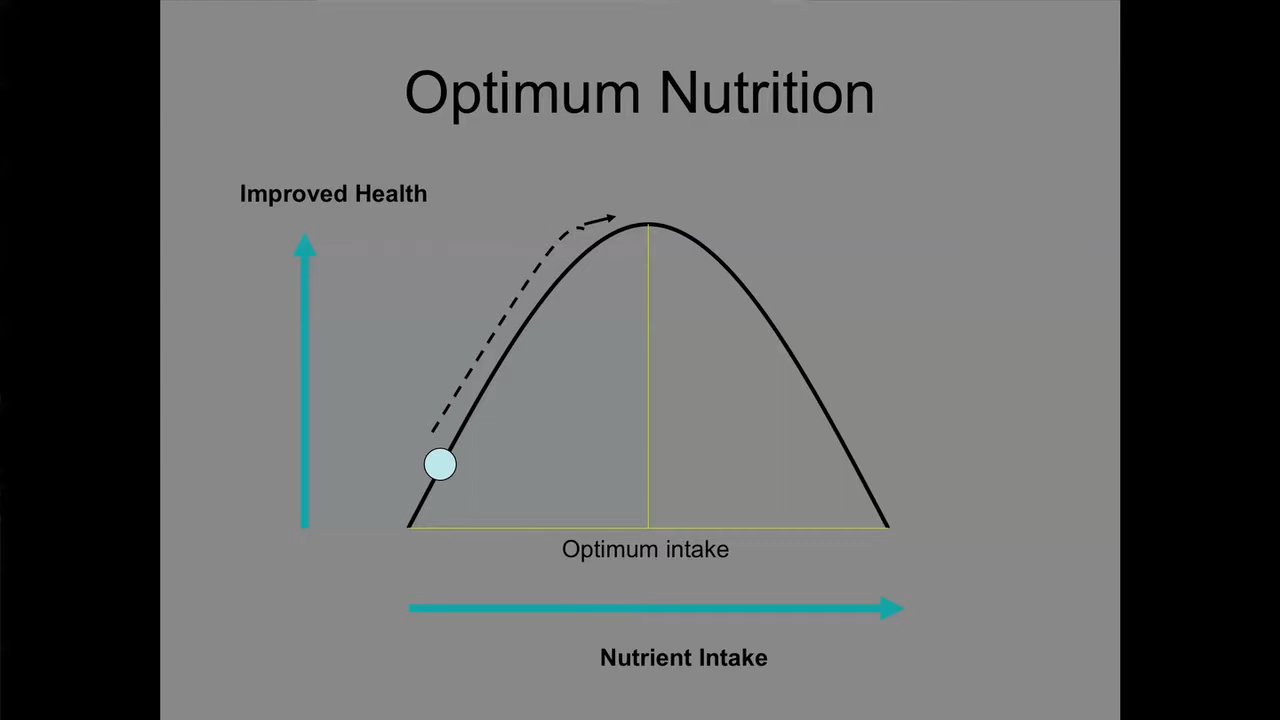 Optimum Nutrition
Improved Health
Optimum intake
Nutrient Intake